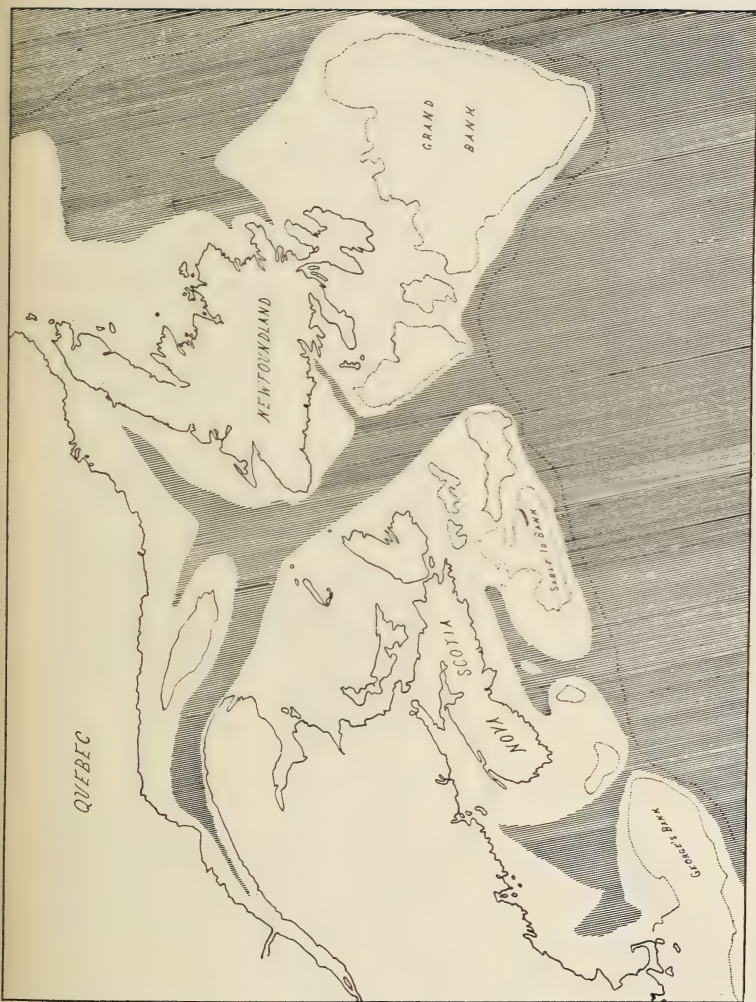 QUEBEC
NEWFOUNDLAND
GRAND
BANK
NOVA
SCOTIA
SABLE ID BANK
GEORGE'S BANK